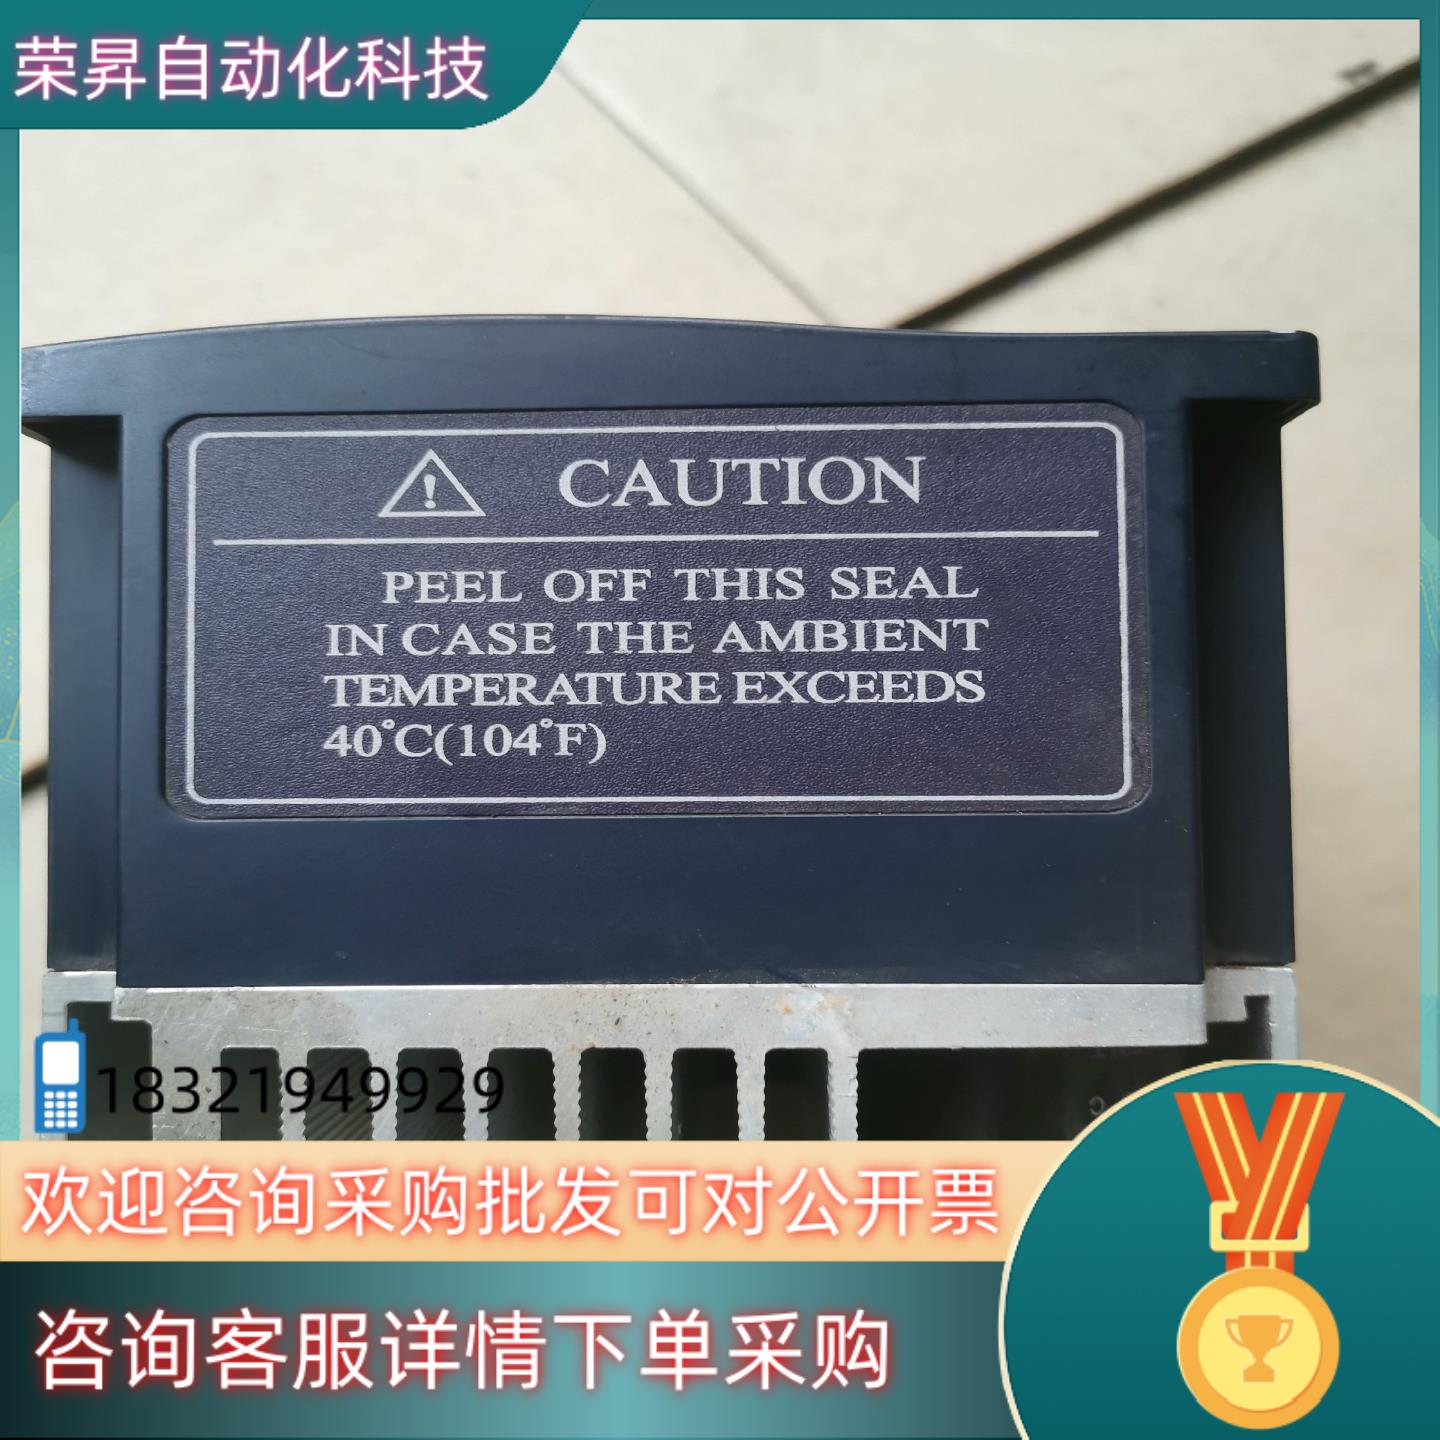 荣昇自动化科技
CAUTION
PEEL OFF THIS SEAL
IN CASE THE AMBIENT
TEMPERATURE EXCEEDS
40°C(104°F)
18321949929
欢迎咨询采购批发可对公开票
咨询客服详情下单采购